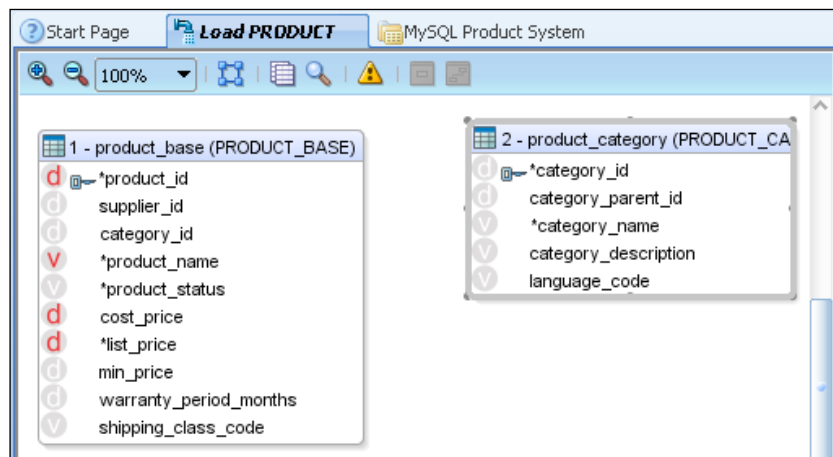 Start Page Load PRODUCT MySQL Product System
100%
1 - product_base (PRODUCT_BASE)
d *product_id
d supplier_id
d category_id
v *product_name
v *product_status
d cost_price
d *list_price
d min_price
d warranty_period_months
v shipping_class_code
2 - product_category (PRODUCT_CA
d *category_id
d category_parent_id
v *category_name
v category_description
v language_code